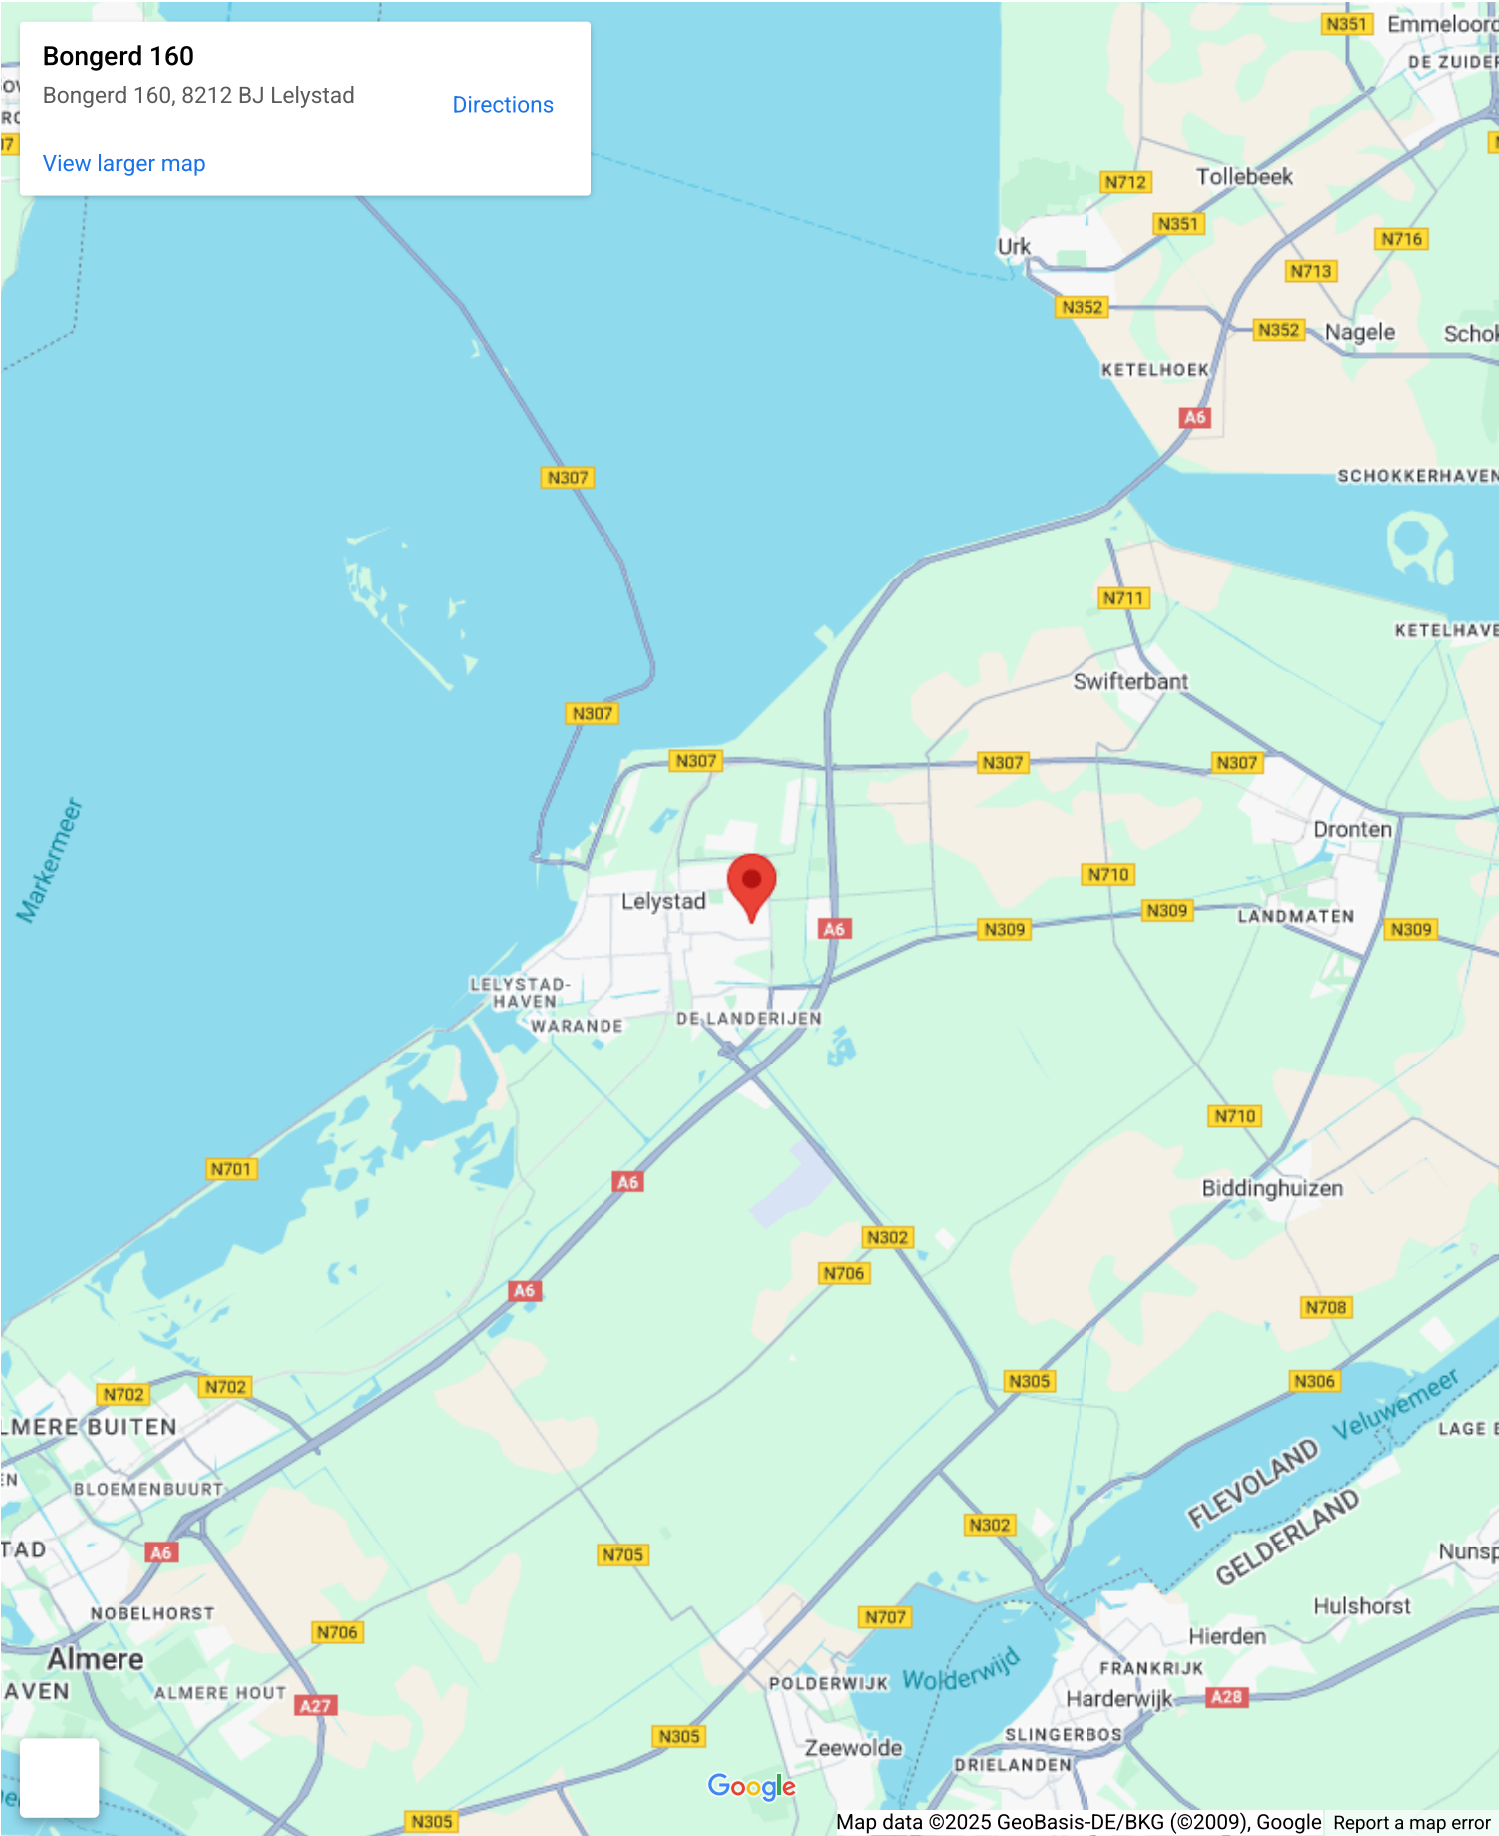 Bongerd 160
Bongerd 160, 8212 BJ Lelystad
Directions
View larger map
N351
Emmeloord
DE ZUIDER
N712
Tollebeek
N351
N716
Urk
N713
N352
N352
Nagele
Schok
KETELHOEK
A6
SCHOKKERHAVEN
N307
N711
KETELHAVE
Swifterbant
N307
N307
N307
N307
Markermeer
Dronten
N710
Lelystad
N309
LANDMATEN
A6
N309
N309
LELYSTAD-
HAVEN
DE LANDERIJEN
WARANDE
N710
N701
A6
Biddinghuizen
N302
N706
A6
N708
N702
N702
N305
N306
Veluwemeer
LMERE BUITEN
LAGE B
EN
BLOEMENBUURT
FLEVOLAND
GELDERLAND
N302
TAD
A6
N705
Nunsp
NOBELHORST
N707
Hulshorst
N706
Hierden
Almere
Wolderwijd
FRANKRIJK
AVEN
ALMERE HOUT
POLDERWIJK
Harderwijk
A28
A27
N305
SLINGERBOS
Zeewolde
DRIELANDEN
Google
N305
Map data ©2025 GeoBasis-DE/BKG (©2009), Google
Report a map error